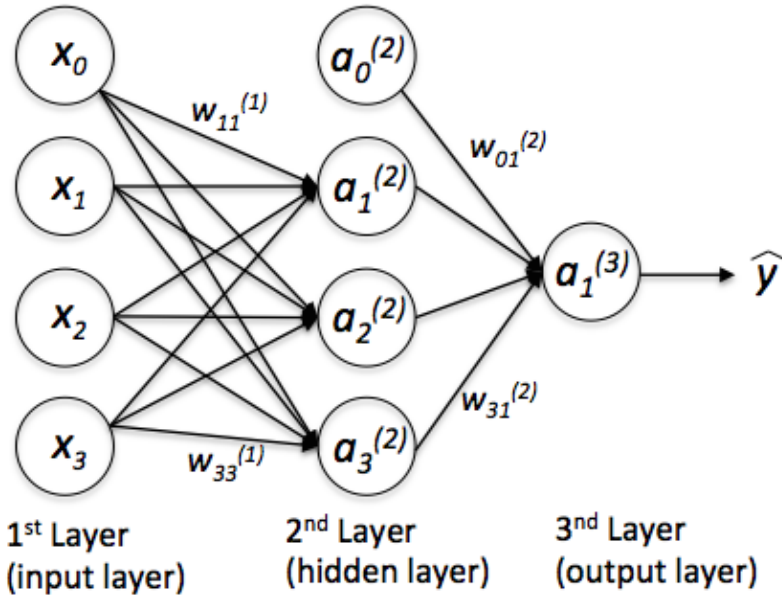 x₀
a₀⁽²⁾
w₁₁⁽¹⁾
w₀₁⁽²⁾
x₁
a₁⁽²⁾
a₁⁽³⁾
ŷ
x₂
a₂⁽²⁾
w₃₁⁽²⁾
x₃
a₃⁽²⁾
w₃₃⁽¹⁾
1ˢᵗ Layer
(input layer)
2ⁿᵈ Layer
(hidden layer)
3ⁿᵈ Layer
(output layer)